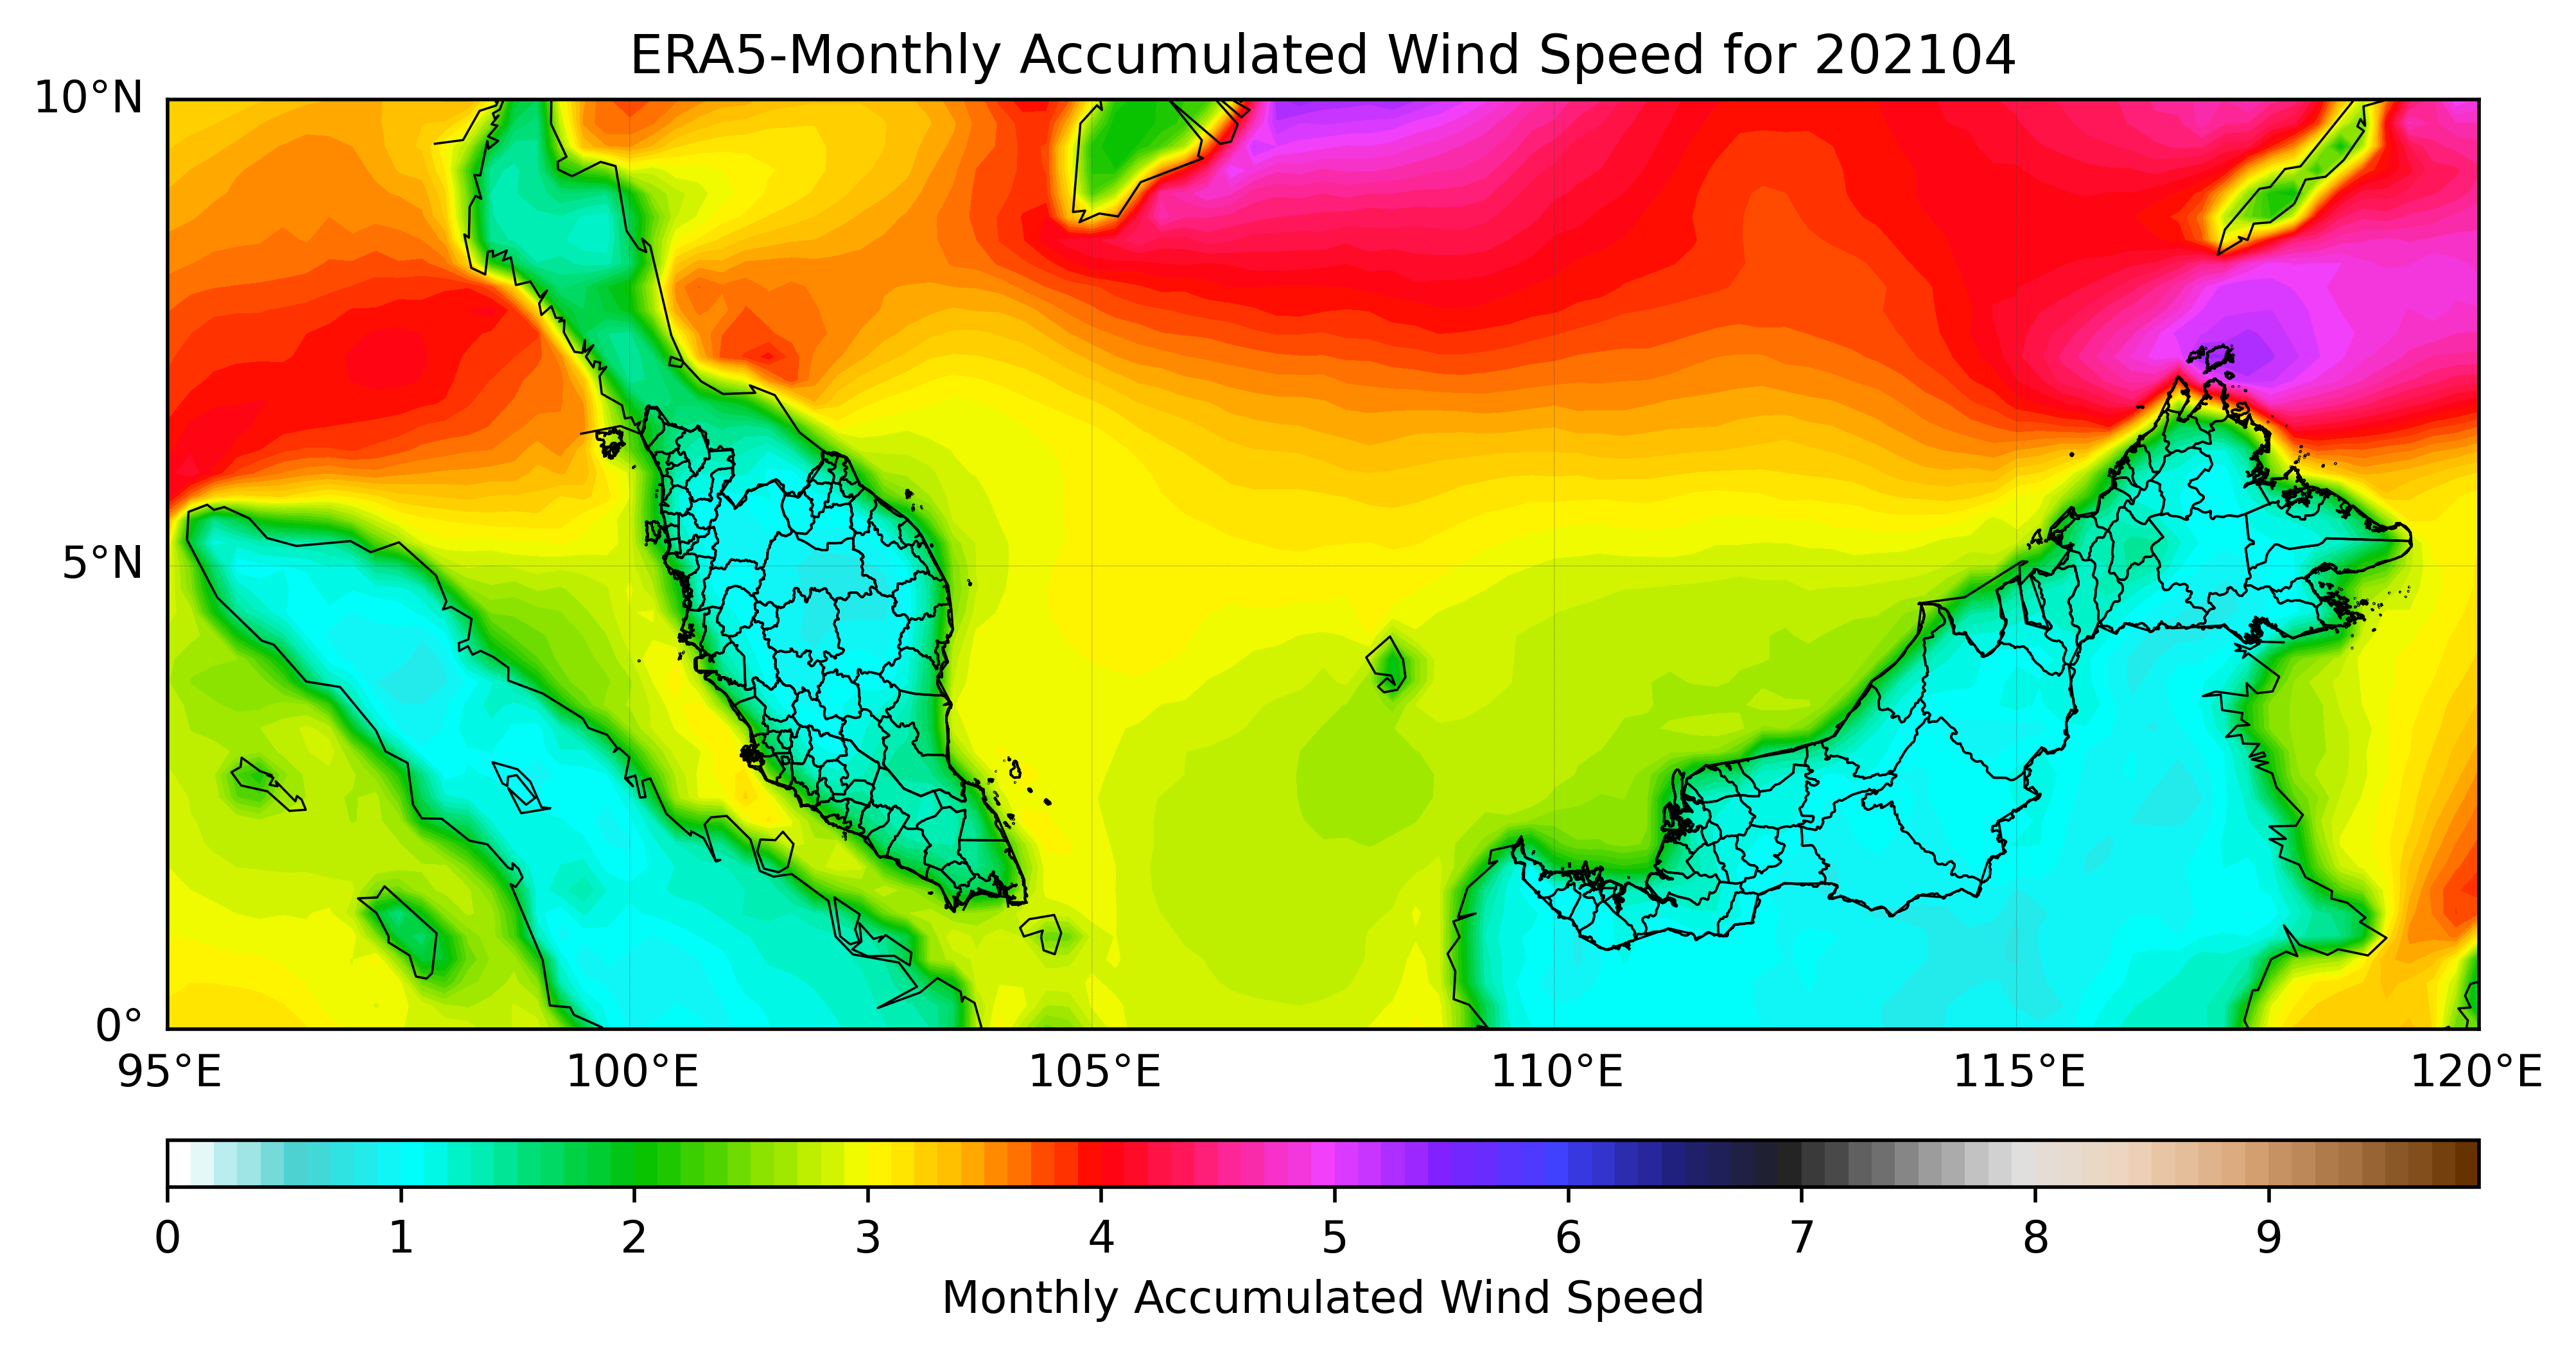 ERA5-Monthly Accumulated Wind Speed for 202104
10°N
5°N
0°
95°E 100°E 105°E 110°E 115°E 120°E
0 1 2 3 4 5 6 7 8 9
Monthly Accumulated Wind Speed